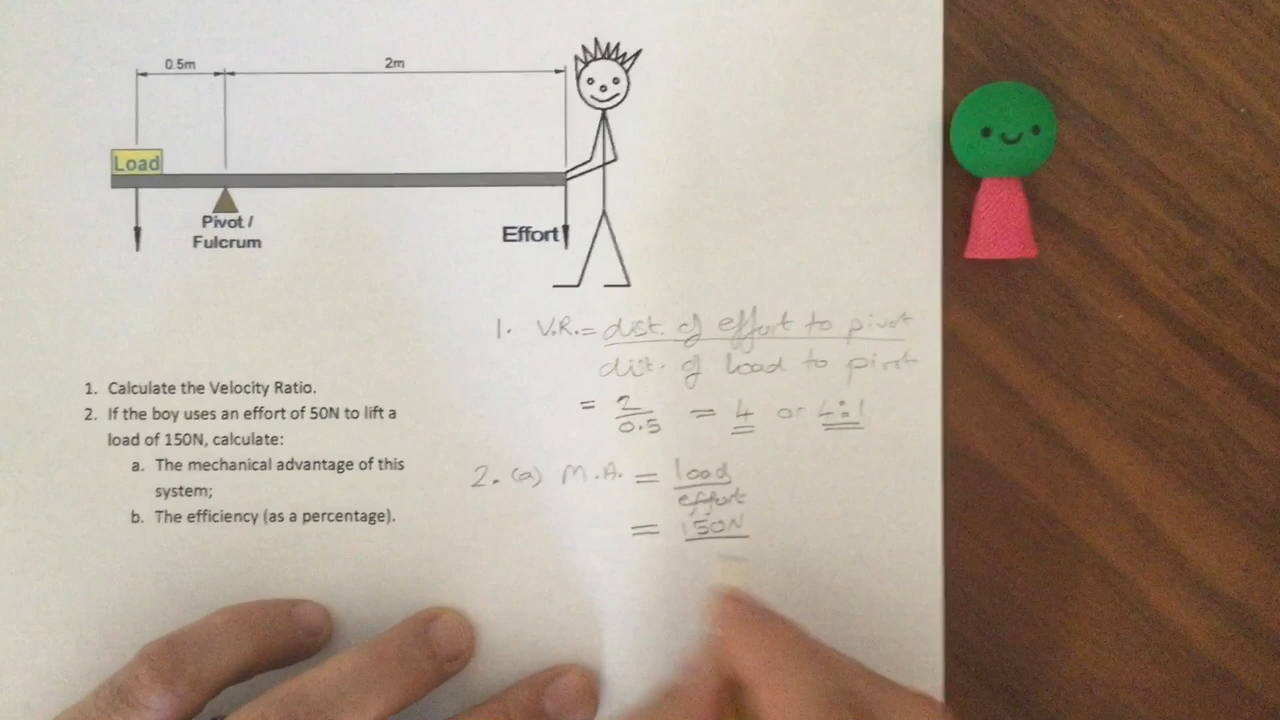 0.5m
2m
Load
Pivot /
Fulcrum
Effort
1. V.R. = dist. of effort to pivot
dist. of load to pivot
= 2
0.5
= 4 or 4:1
1. Calculate the Velocity Ratio.
2. If the boy uses an effort of 50N to lift a
load of 150N, calculate:
a. The mechanical advantage of this
system;
b. The efficiency (as a percentage).
2. (a) M.A. = load
effort
= 150N